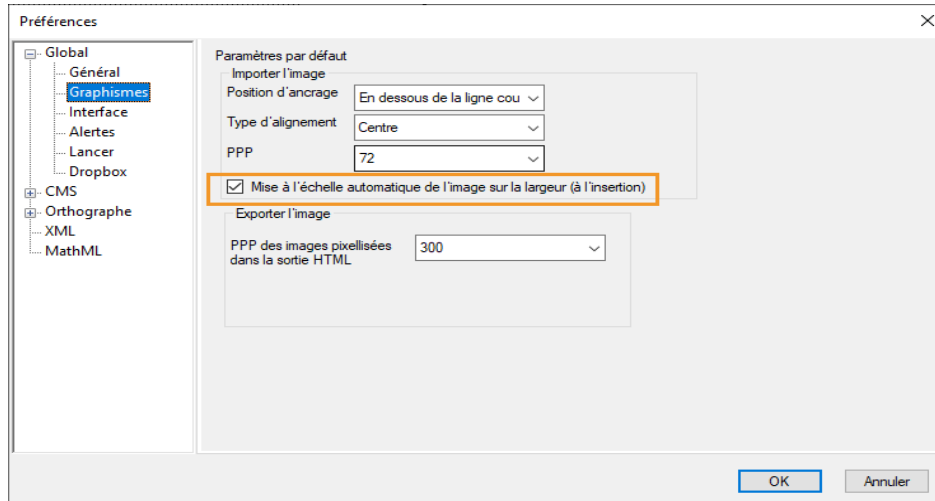 Préférences
Global
Général
Graphismes
Interface
Alertes
Lancer
Dropbox
CMS
Orthographe
XML
MathML
Paramètres par défaut
Importer l'image
Position d'ancrage
En dessous de la ligne cou
Type d'alignement
Centre
PPP
72
Mise à l'échelle automatique de l'image sur la largeur (à l'insertion)
Exporter l'image
PPP des images pixellisées
dans la sortie HTML
300
OK
Annuler